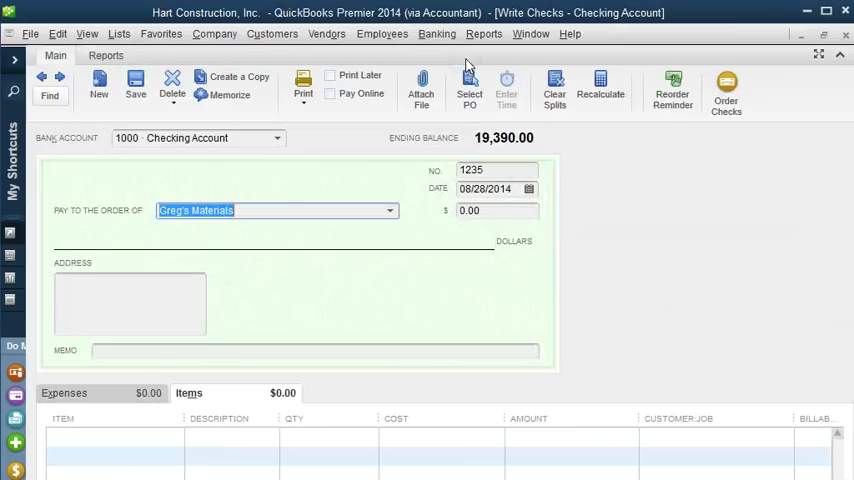 Hart Construction, Inc. - QuickBooks Premier 2014 (via Accountant) - [Write Checks - Checking Account]
File Edit View Lists Favorites Company Customers Vendors Employees Banking Reports Window Help
Main Reports
Find New Save Delete Create a Copy Memorize Print Print Later Pay Online Attach File Select PO Enter Time Clear Splits Recalculate Reorder Reminder Order Checks
My Shortcuts
BANK ACCOUNT 1000 · Checking Account ENDING BALANCE 19,390.00
NO. 1235
DATE 08/28/2014
PAY TO THE ORDER OF Greg's Materials $ 0.00
DOLLARS
ADDRESS
Do M
MEMO
Expenses $0.00 Items $0.00
ITEM DESCRIPTION QTY COST AMOUNT CUSTOMER:JOB BILLAB...